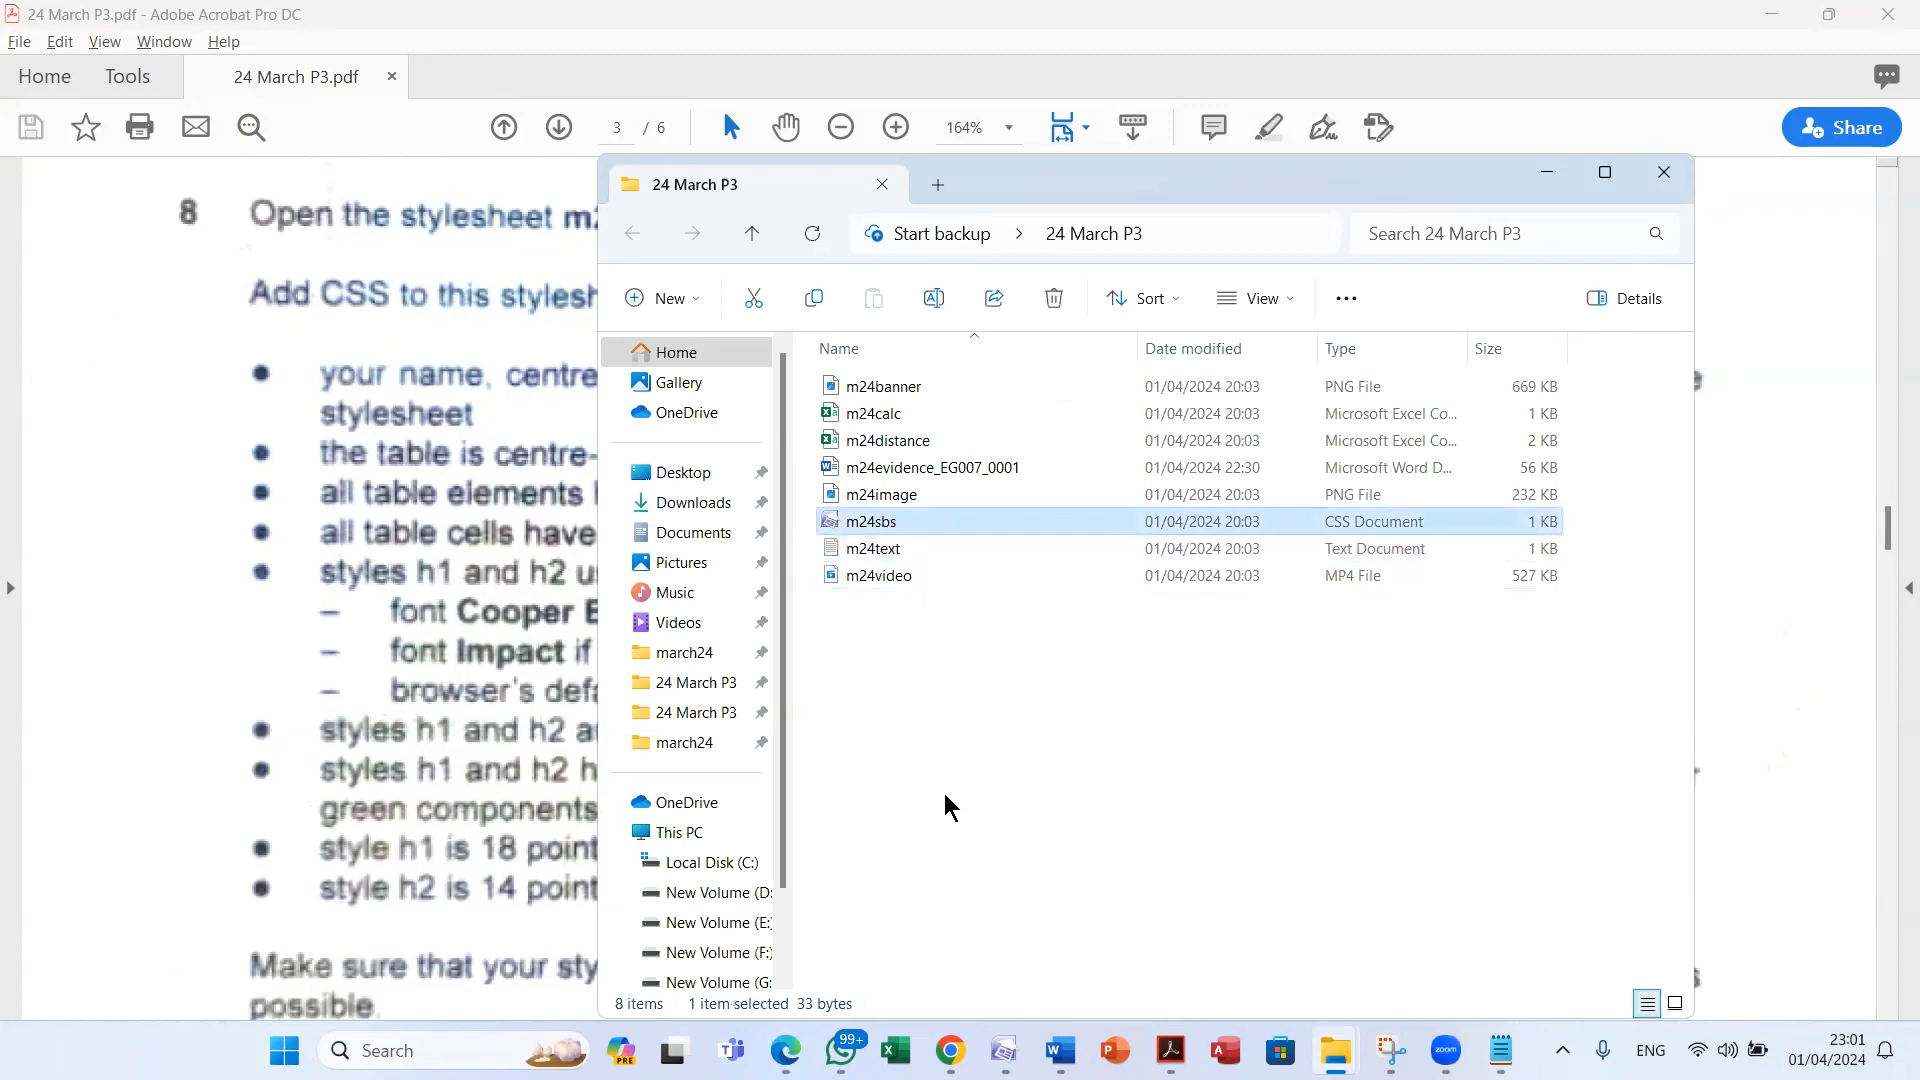 24 March P3.pdf - Adobe Acrobat Pro DC
File Edit View Window Help
Home Tools 24 March P3.pdf
3 / 6 164% Share
8 Open the stylesheet
Add CSS to this
your name,
stylesheet
the table is
all table elements
all table cells have
styles h1 and h2
font Cooper
font Impact if
browser's
styles h1 and h2
styles h1 and h2
green components
style h1 is 18
style h2 is 14
Make sure that your
possible.
24 March P3
Start backup > 24 March P3 Search 24 March P3
New Sort View Details
Home
Gallery
OneDrive
Desktop
Downloads
Documents
Pictures
Music
Videos
march24
24 March P3
24 March P3
march24
OneDrive
This PC
Local Disk (C:)
New Volume (D:
New Volume (E:
New Volume (F:)
New Volume (G:
Name Date modified Type Size
m24banner 01/04/2024 20:03 PNG File 669 KB
m24calc 01/04/2024 20:03 Microsoft Excel Co... 1 KB
m24distance 01/04/2024 20:03 Microsoft Excel Co... 2 KB
m24evidence_EG007_0001 01/04/2024 22:30 Microsoft Word D... 56 KB
m24image 01/04/2024 20:03 PNG File 232 KB
m24sbs 01/04/2024 20:03 CSS Document 1 KB
m24text 01/04/2024 20:03 Text Document 1 KB
m24video 01/04/2024 20:03 MP4 File 527 KB
8 items 1 item selected 33 bytes
Search PRE 99+ zoom ENG 23:01
01/04/2024